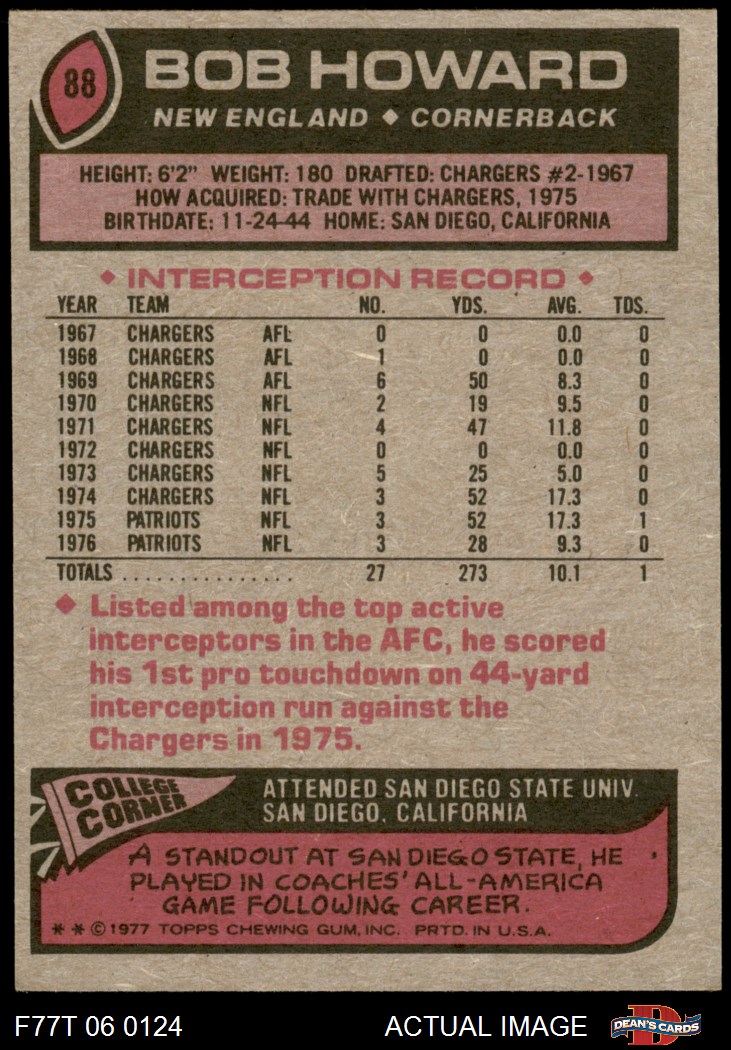 88
BOB HOWARD
NEW ENGLAND ♦ CORNERBACK
HEIGHT: 6'2" WEIGHT: 180 DRAFTED: CHARGERS #2-1967
HOW ACQUIRED: TRADE WITH CHARGERS, 1975
BIRTHDATE: 11-24-44 HOME: SAN DIEGO, CALIFORNIA
♦ INTERCEPTION RECORD ♦
YEAR TEAM NO. YDS. AVG. TDS.
1967 CHARGERS AFL 0 0 0.0 0
1968 CHARGERS AFL 1 0 0.0 0
1969 CHARGERS AFL 6 50 8.3 0
1970 CHARGERS NFL 2 19 9.5 0
1971 CHARGERS NFL 4 47 11.8 0
1972 CHARGERS NFL 0 0 0.0 0
1973 CHARGERS NFL 5 25 5.0 0
1974 CHARGERS NFL 3 52 17.3 0
1975 PATRIOTS NFL 3 52 17.3 1
1976 PATRIOTS NFL 3 28 9.3 0
TOTALS ............... 27 273 10.1 1
♦ Listed among the top active
interceptors in the AFC, he scored
his 1st pro touchdown on 44-yard
interception run against the
Chargers in 1975.
COLLEGE
CORNER
ATTENDED SAN DIEGO STATE UNIV.
SAN DIEGO, CALIFORNIA
A STANDOUT AT SAN DIEGO STATE, HE
PLAYED IN COACHES' ALL-AMERICA
GAME FOLLOWING CAREER.
** © 1977 TOPPS CHEWING GUM, INC. PRTD. IN U.S.A.
F77T 06 0124 ACTUAL IMAGE
D
DEAN'S CARDS